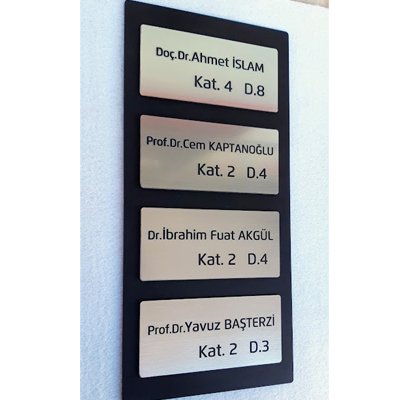 Doç.Dr.Ahmet İSLAM
Kat. 4 D.8
Prof.Dr.Cem KAPTANOĞLU
Kat. 2 D.4
Dr.İbrahim Fuat AKGÜL
Kat. 2 D.4
Prof.Dr.Yavuz BAŞTERZİ
Kat. 2 D.3